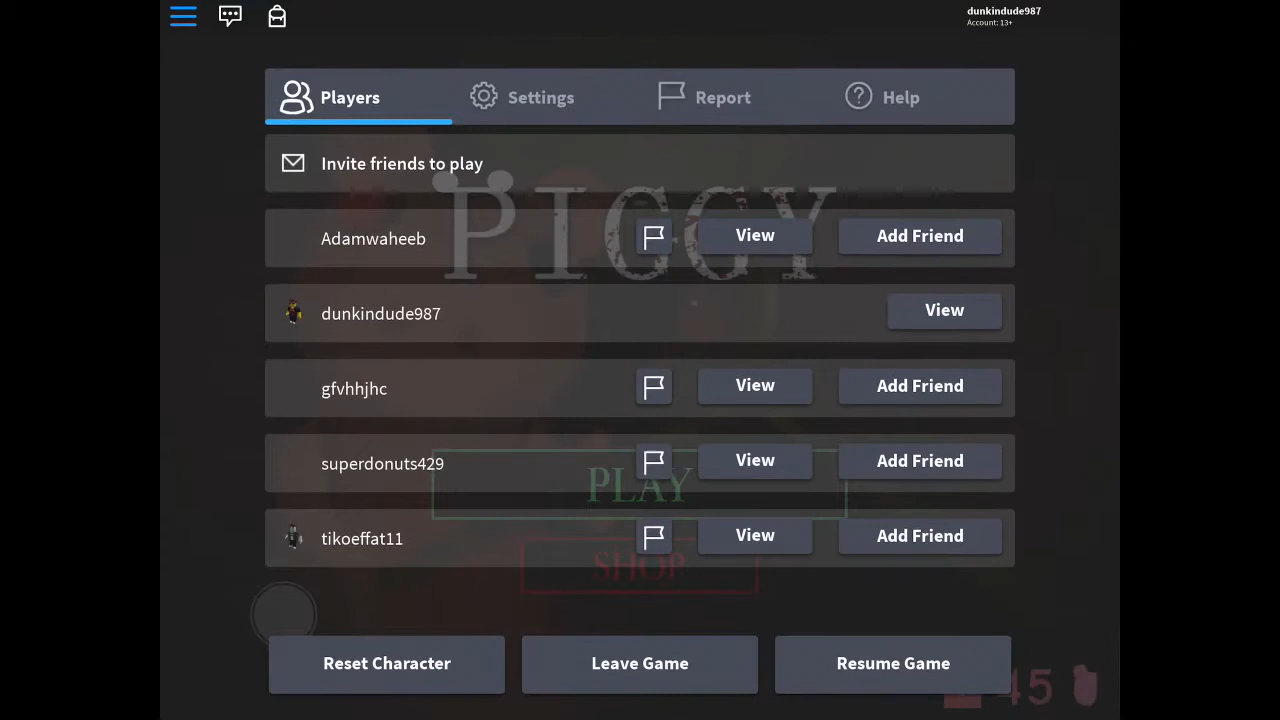 dunkindude987
Account: 13+
Players
Settings
Report
Help
Invite friends to play
PIGGY
Adamwaheeb
View
Add Friend
dunkindude987
View
gfvhhjhc
View
Add Friend
superdonuts429
View
Add Friend
PLAY
tikoeffat11
View
Add Friend
SHOP
Reset Character
Leave Game
Resume Game
45